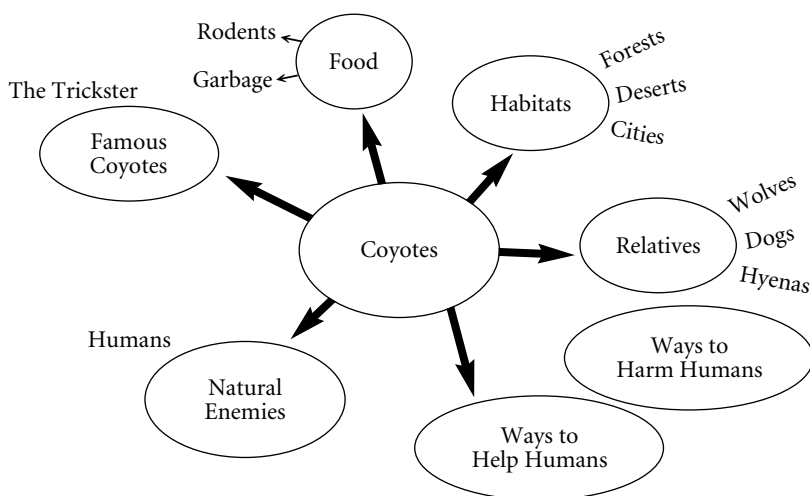 Rodents
Garbage
Food
Forests
Deserts
Cities
Habitats
The Trickster
Famous
Coyotes
Coyotes
Wolves
Dogs
Hyenas
Relatives
Humans
Natural
Enemies
Ways to
Harm Humans
Ways to
Help Humans